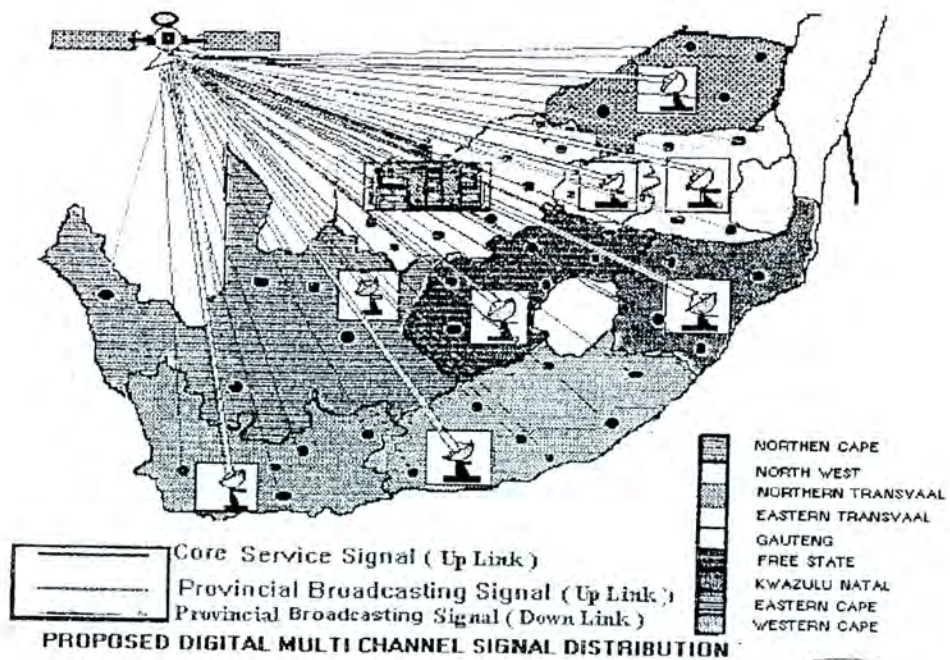 NORTHEN CAPE
NORTH WEST
NORTHERN TRANSVAAL
EASTERN TRANSVAAL
GAUTENG
FREE STATE
KWAZULU NATAL
EASTERN CAPE
WESTERN CAPE
Core Service Signal ( Up Link )
Provincial Broadcasting Signal ( Up Link )
Provincial Broadcasting Signal ( Down Link )
PROPOSED DIGITAL MULTI CHANNEL SIGNAL DISTRIBUTION